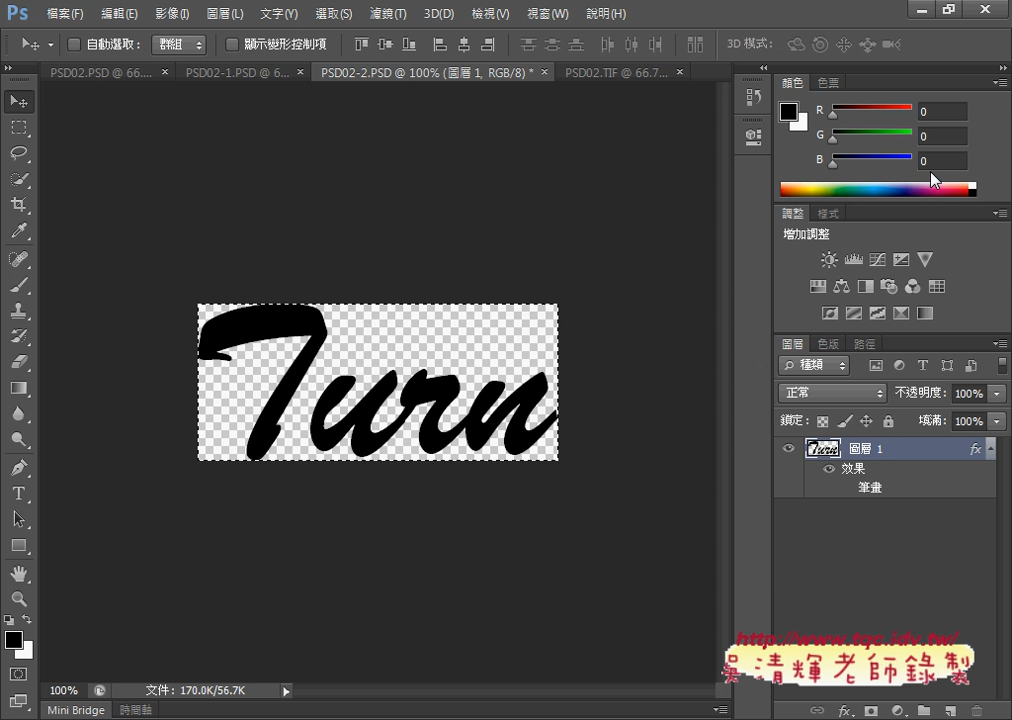 Ps 檔案(F) 編輯(E) 影像(I) 圖層(L) 文字(Y) 選取(S) 濾鏡(T) 3D(D) 檢視(V) 視窗(W) 說明(H)
自動選取: 群組 顯示變形控制項 3D 模式:
PSD02.PSD @ 66.... × PSD02-1.PSD @ 6... × PSD02-2.PSD @ 100% (圖層 1, RGB/8) * × PSD02.TIF @ 66.7... ×
顏色 色票
R 0
G 0
B 0
調整 樣式
增加調整
Turn
圖層 色版 路徑
種類
正常 不透明度: 100%
鎖定: 填滿: 100%
Turn 圖層 1 fx
效果
筆畫
T
http://www.tqc.idv.tw/
吳清輝老師錄製
100% 文件: 170.0K/56.7K
Mini Bridge 時間軸
fx